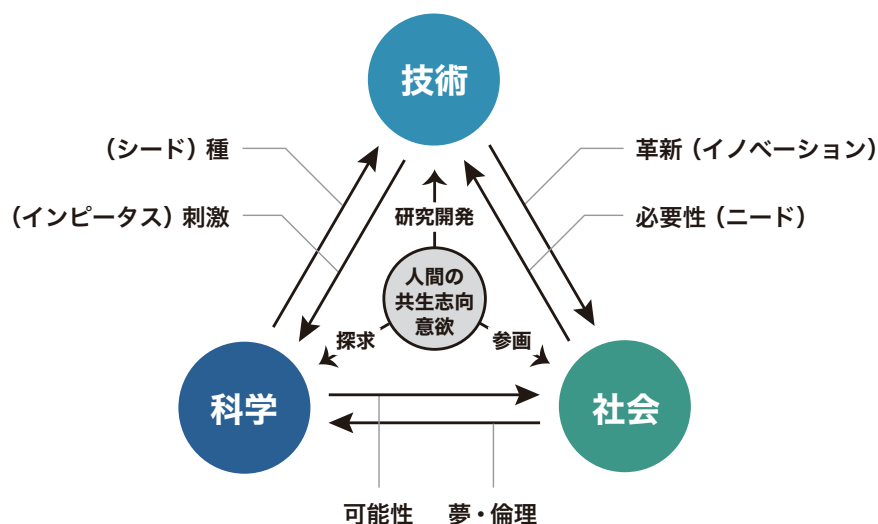 技術
(シード) 種
革新 (イノベーション)
(インピータス) 刺激
研究開発
必要性 (ニード)
人間の
共生志向
意欲
探求
参画
科学
社会
可能性
夢・倫理